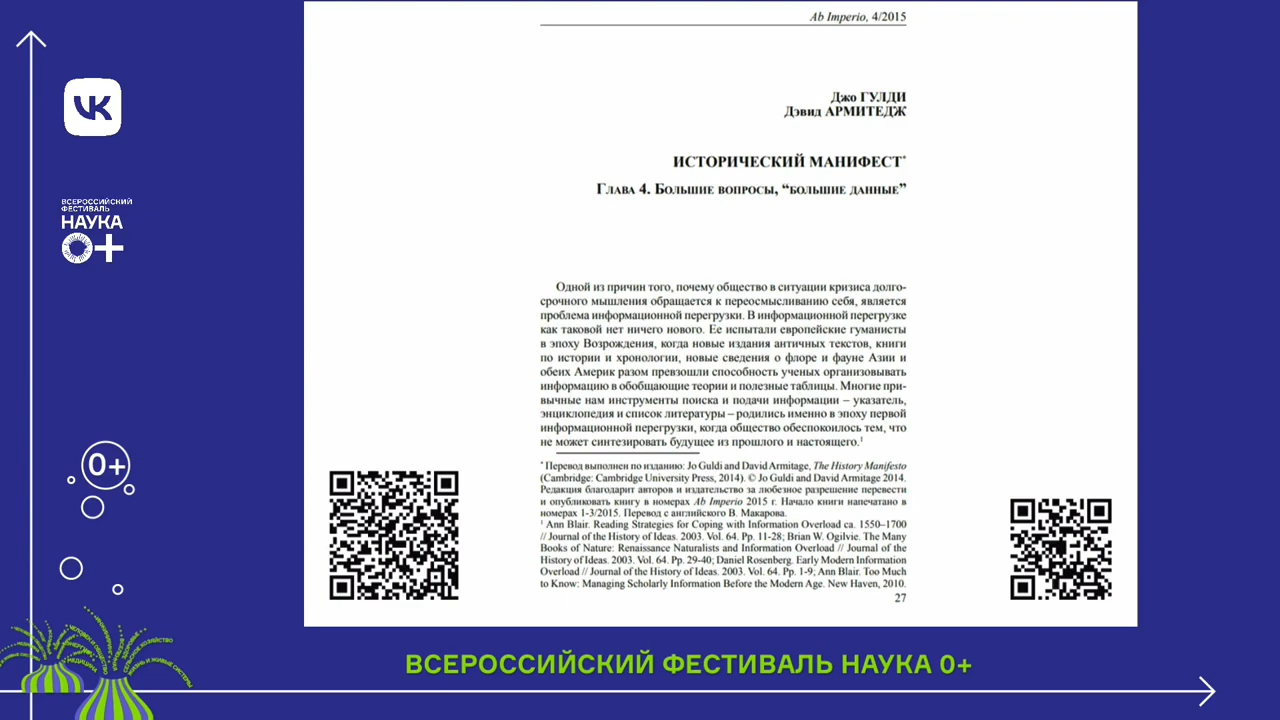 Ab Imperio, 4/2015
Джо ГУЛДИ
Дэвид АРМИТЕДЖ
ИСТОРИЧЕСКИЙ МАНИФЕСТ*
Глава 4. Большие вопросы, “большие данные”
Одной из причин того, почему общество в ситуации кризиса долго-
срочного мышления обращается к переосмысливанию себя, является
проблема информационной перегрузки. В информационной перегрузке
как таковой нет ничего нового. Ее испытали европейские гуманисты
в эпоху Возрождения, когда новые издания античных текстов, книги
по истории и хронологии, новые сведения о флоре и фауне Азии и
обеих Америк разом превзошли способность ученых организовывать
информацию в обобщающие теории и полезные таблицы. Многие при-
вычные нам инструменты поиска и подачи информации – указатель,
энциклопедия и список литературы – родились именно в эпоху первой
информационной перегрузки, когда общество обеспокоилось тем, что
не может синтезировать будущее из прошлого и настоящего.¹
* Перевод выполнен по изданию: Jo Guldi and David Armitage, The History Manifesto
(Cambridge: Cambridge University Press, 2014). © Jo Guldi and David Armitage 2014.
Редакция благодарит авторов и издательство за любезное разрешение перевести
и опубликовать книгу в номерах Ab Imperio 2015 г. Начало книги напечатано в
номерах 1-3/2015. Перевод с английского В. Макарова.
¹ Ann Blair. Reading Strategies for Coping with Information Overload ca. 1550–1700
// Journal of the History of Ideas. 2003. Vol. 64. Pp. 11-28; Brian W. Ogilvie. The Many
Books of Nature: Renaissance Naturalists and Information Overload // Journal of the
History of Ideas. 2003. Vol. 64. Pp. 29-40; Daniel Rosenberg. Early Modern Information
Overload // Journal of the History of Ideas. 2003. Vol. 64. Pp. 1-9; Ann Blair. Too Much
to Know: Managing Scholarly Information Before the Modern Age. New Haven, 2010.
27
VK
ВСЕРОССИЙСКИЙ
ФЕСТИВАЛЬ
НАУКА
0+
0+
ВСЕРОССИЙСКИЙ ФЕСТИВАЛЬ НАУКА 0+